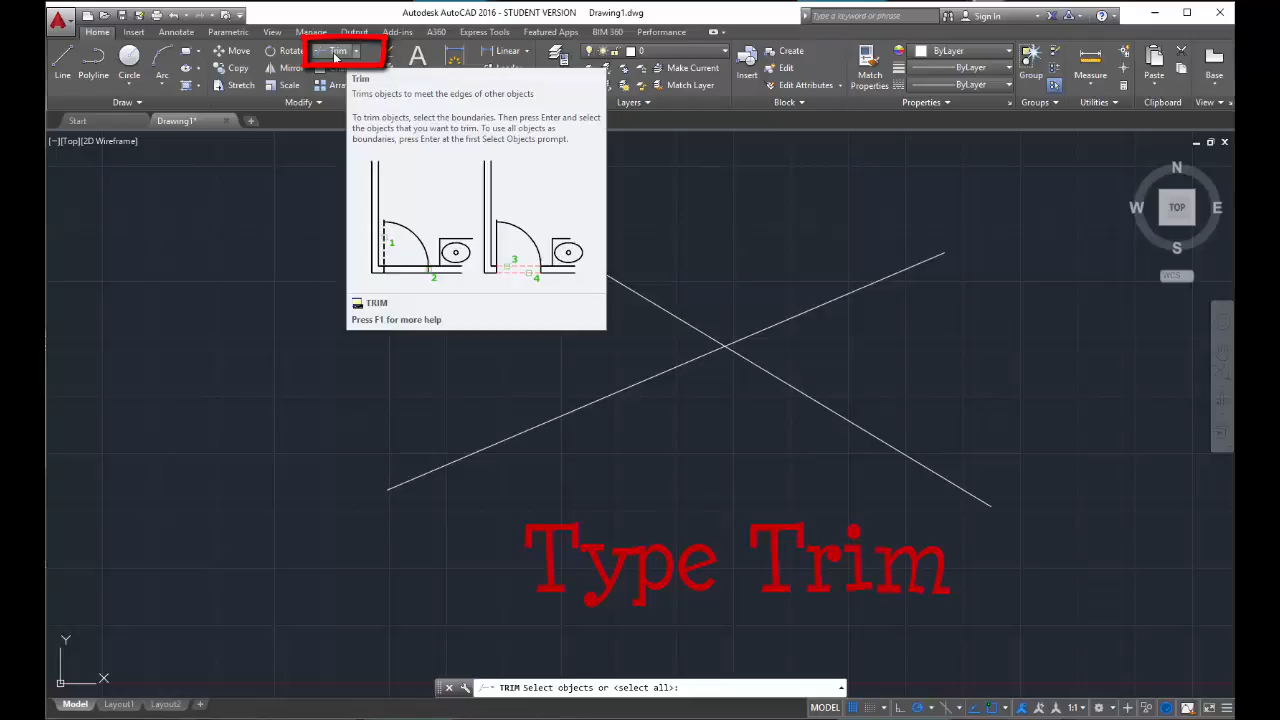 Autodesk AutoCAD 2016 - STUDENT VERSION Drawing1.dwg
Type a keyword or phrase
Sign In
Home Insert Annotate Parametric View Manage Output Add-ins A360 Express Tools Featured Apps BIM 360 Performance
Line
Polyline
Circle
Arc
Draw
Move
Rotate
Trim
Copy
Mirr
Stretch
Scale
Arra
Modify
A
Linear
0
Make Current
Match Layer
Layers
Insert
Create
Edit
Edit Attributes
Block
Match
Properties
ByLayer
ByLayer
ByLayer
Properties
Group
Groups
Measure
Utilities
Paste
Clipboard
Base
Start
Drawing1*
[−][Top][2D Wireframe]
Trim
Trims objects to meet the edges of other objects
To trim objects, select the boundaries. Then press Enter and select
the objects that you want to trim. To use all objects as
boundaries, press Enter at the first Select Objects prompt.
1
2
3
4
TRIM
Press F1 for more help
N
W
TOP
E
S
WCS
Type Trim
Y
X
TRIM Select objects or <select all>:
Model Layout1 Layout2
MODEL
1:1